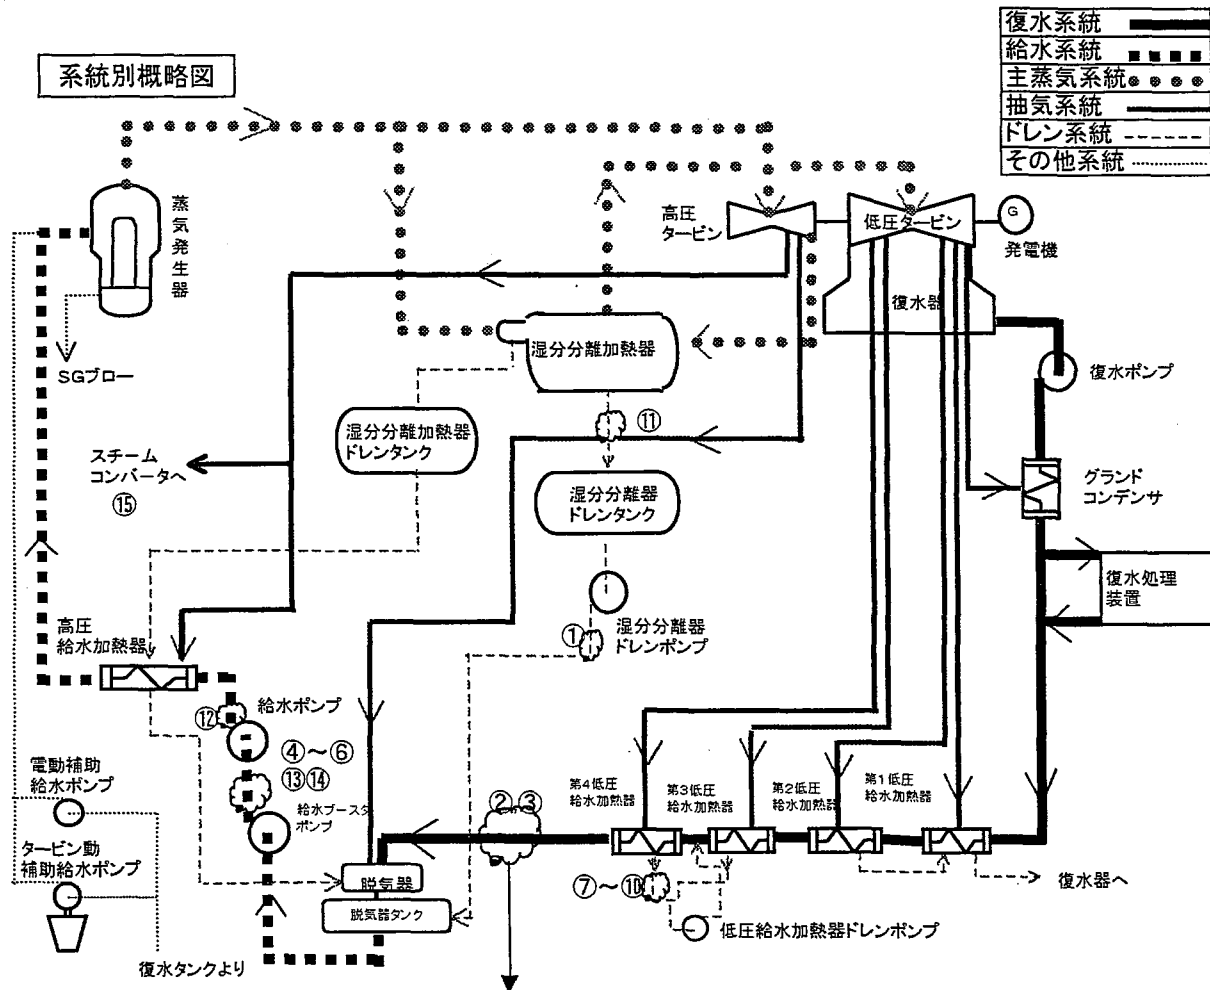 復水系統
給水系統
主蒸気系統
抽気系統
ドレン系統
その他系統
系統別概略図
蒸気発生器
高圧
タービン
低圧タービン
G
発電機
復水器
SGブロー
湿分分離加熱器
復水ポンプ
湿分分離加熱器
ドレンタンク
⑪
スチーム
コンバータへ
⑮
湿分分離器
ドレンタンク
グランド
コンデンサ
復水処理
装置
高圧
給水加熱器
①
湿分分離器
ドレンポンプ
⑫
給水ポンプ
④～⑥
⑬⑭
電動補助
給水ポンプ
給水ブースタ
ポンプ
②
③
第4低圧
給水加熱器
第3低圧
給水加熱器
第2低圧
給水加熱器
第1低圧
給水加熱器
タービン動
補助給水ポンプ
脱気器
脱気器タンク
⑦～⑩
復水器へ
低圧給水加熱器ドレンポンプ
復水タンクより